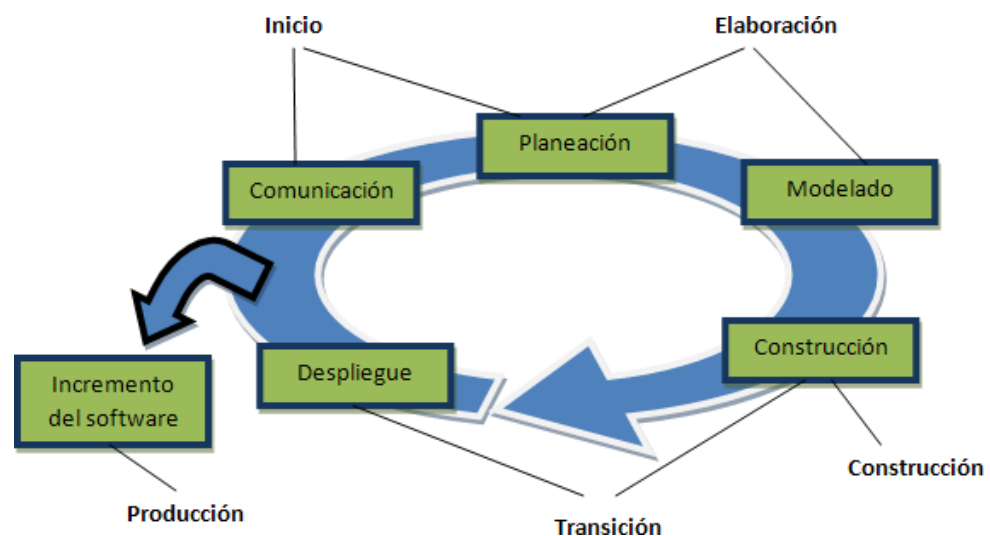 Inicio
Elaboración
Planeación
Comunicación
Modelado
Construcción
Despliegue
Incremento
del software
Construcción
Producción
Transición